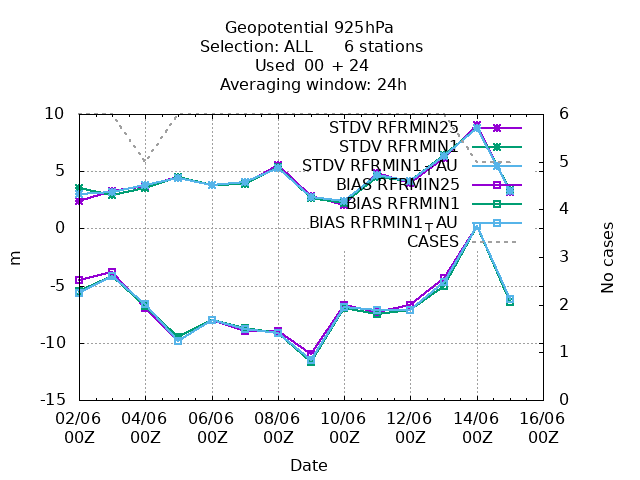 Geopotential 925hPa
Selection: ALL      6 stations
Used  00 + 24
Averaging window: 24h
10
5
0
-5
-10
-15
m
6
5
4
3
2
1
0
No cases
STDV RFRMIN25
STDV RFRMIN1
STDV RFRMIN1TAU
BIAS RFRMIN25
BIAS RFRMIN1
BIAS RFRMIN1TAU
CASES
02/06 04/06 06/06 08/06 10/06 12/06 14/06 16/06
00Z 00Z 00Z 00Z 00Z 00Z 00Z 00Z
Date